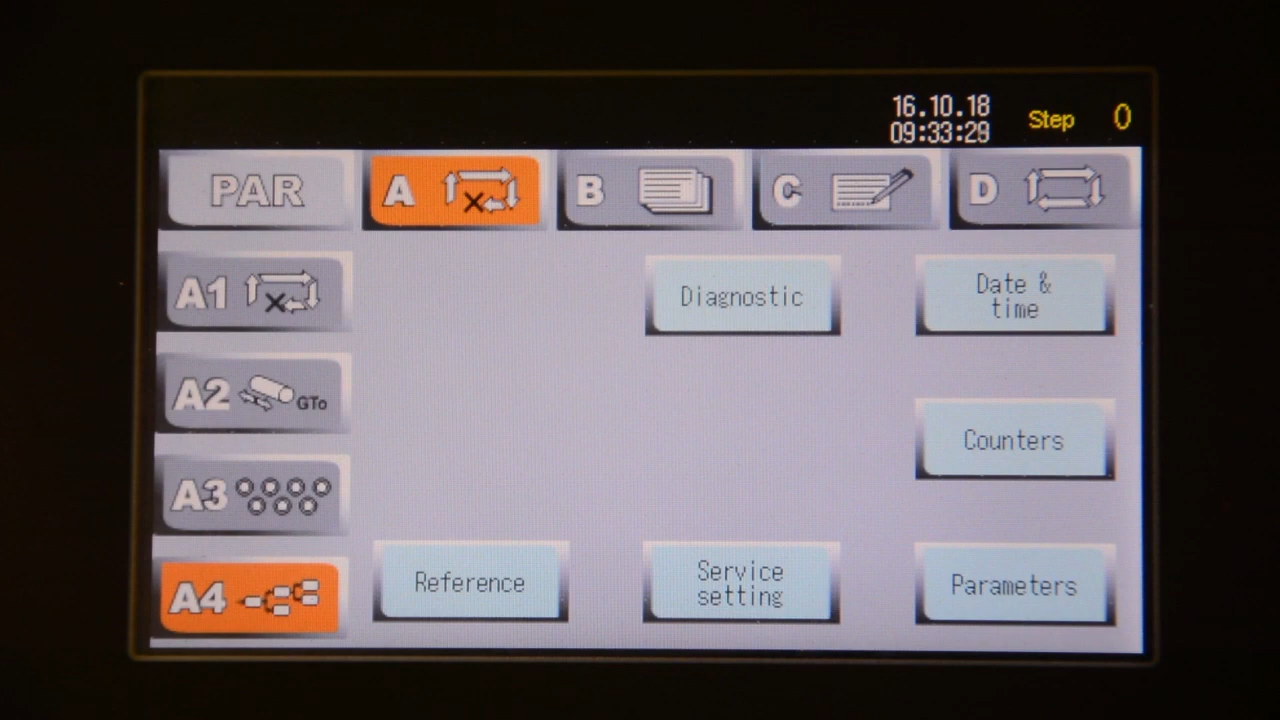 16.10.18
09:33:29
Step 0
PAR
A
B
C
D
A1
Diagnostic
Date &
time
A2 GTo
Counters
A3
A4
Reference
Service
setting
Parameters